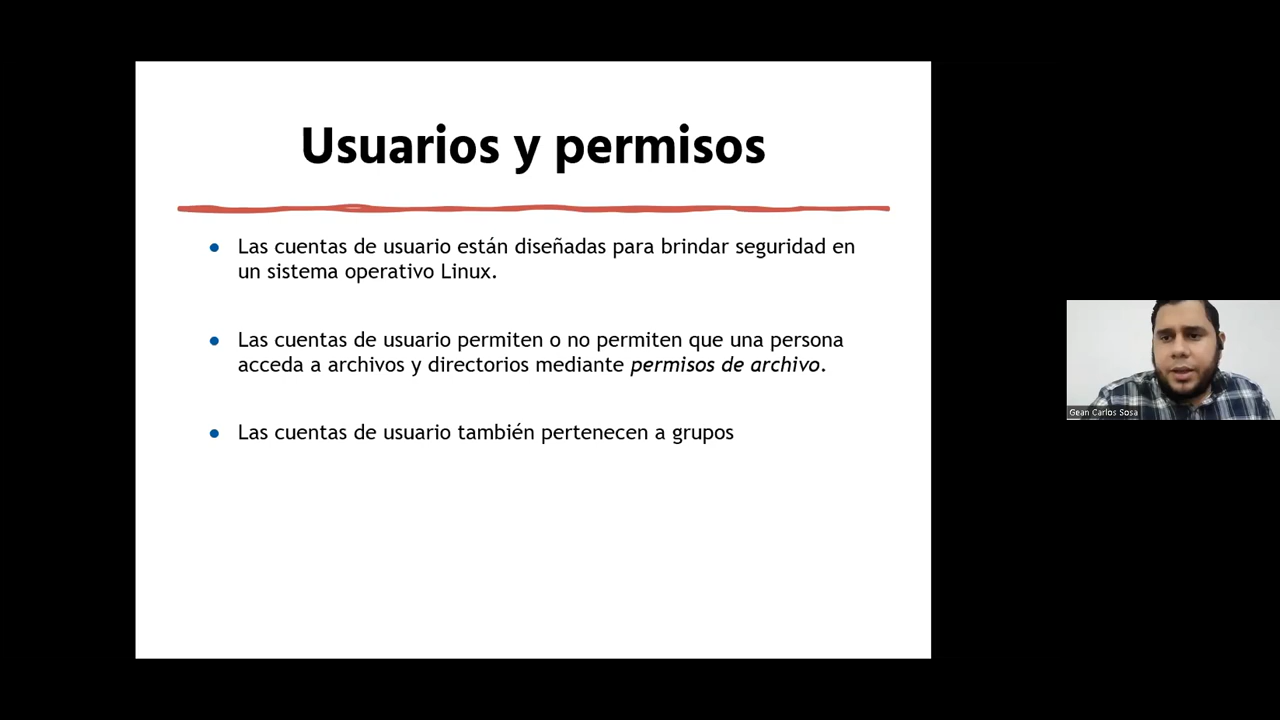 Usuarios y permisos
● Las cuentas de usuario están diseñadas para brindar seguridad en
un sistema operativo Linux.
● Las cuentas de usuario permiten o no permiten que una persona
acceda a archivos y directorios mediante permisos de archivo.
● Las cuentas de usuario también pertenecen a grupos
Gean Carlos Sosa